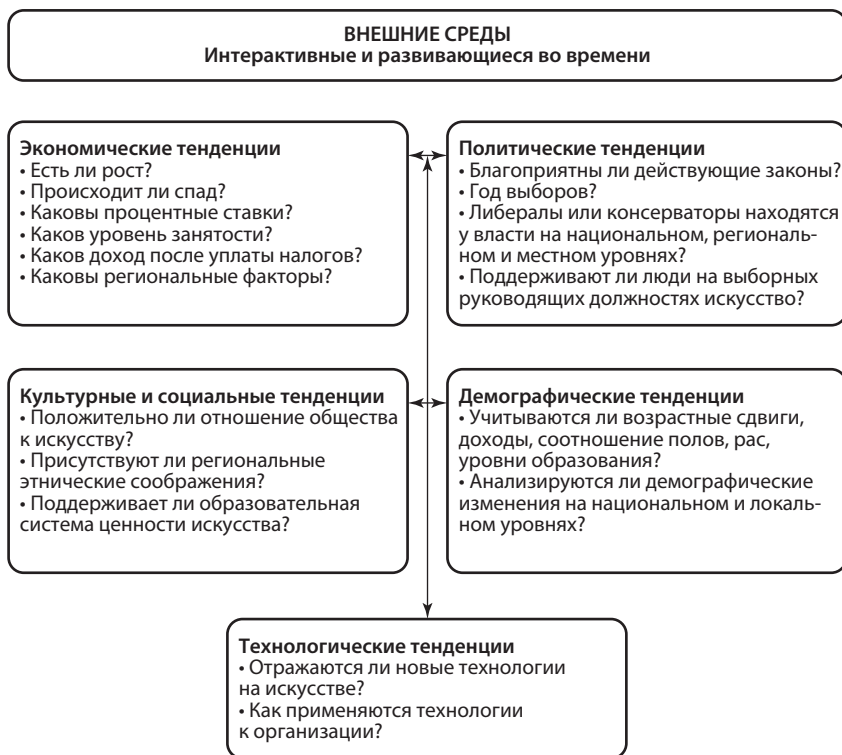 ВНЕШНИЕ СРЕДЫ
Интерактивные и развивающиеся во времени
Экономические тенденции
• Есть ли рост?
• Происходит ли спад?
• Каковы процентные ставки?
• Каков уровень занятости?
• Каков доход после уплаты налогов?
• Каковы региональные факторы?
Политические тенденции
• Благоприятны ли действующие законы?
• Год выборов?
• Либералы или консерваторы находятся
у власти на национальном, региональ-
ном и местном уровнях?
• Поддерживают ли люди на выборных
руководящих должностях искусство?
Культурные и социальные тенденции
• Положительно ли отношение общества
к искусству?
• Присутствуют ли региональные
этнические соображения?
• Поддерживает ли образовательная
система ценности искусства?
Демографические тенденции
• Учитываются ли возрастные сдвиги,
доходы, соотношение полов, рас,
уровни образования?
• Анализируются ли демографические
изменения на национальном и локаль-
ном уровнях?
Технологические тенденции
• Отражаются ли новые технологии
на искусстве?
• Как применяются технологии
к организации?